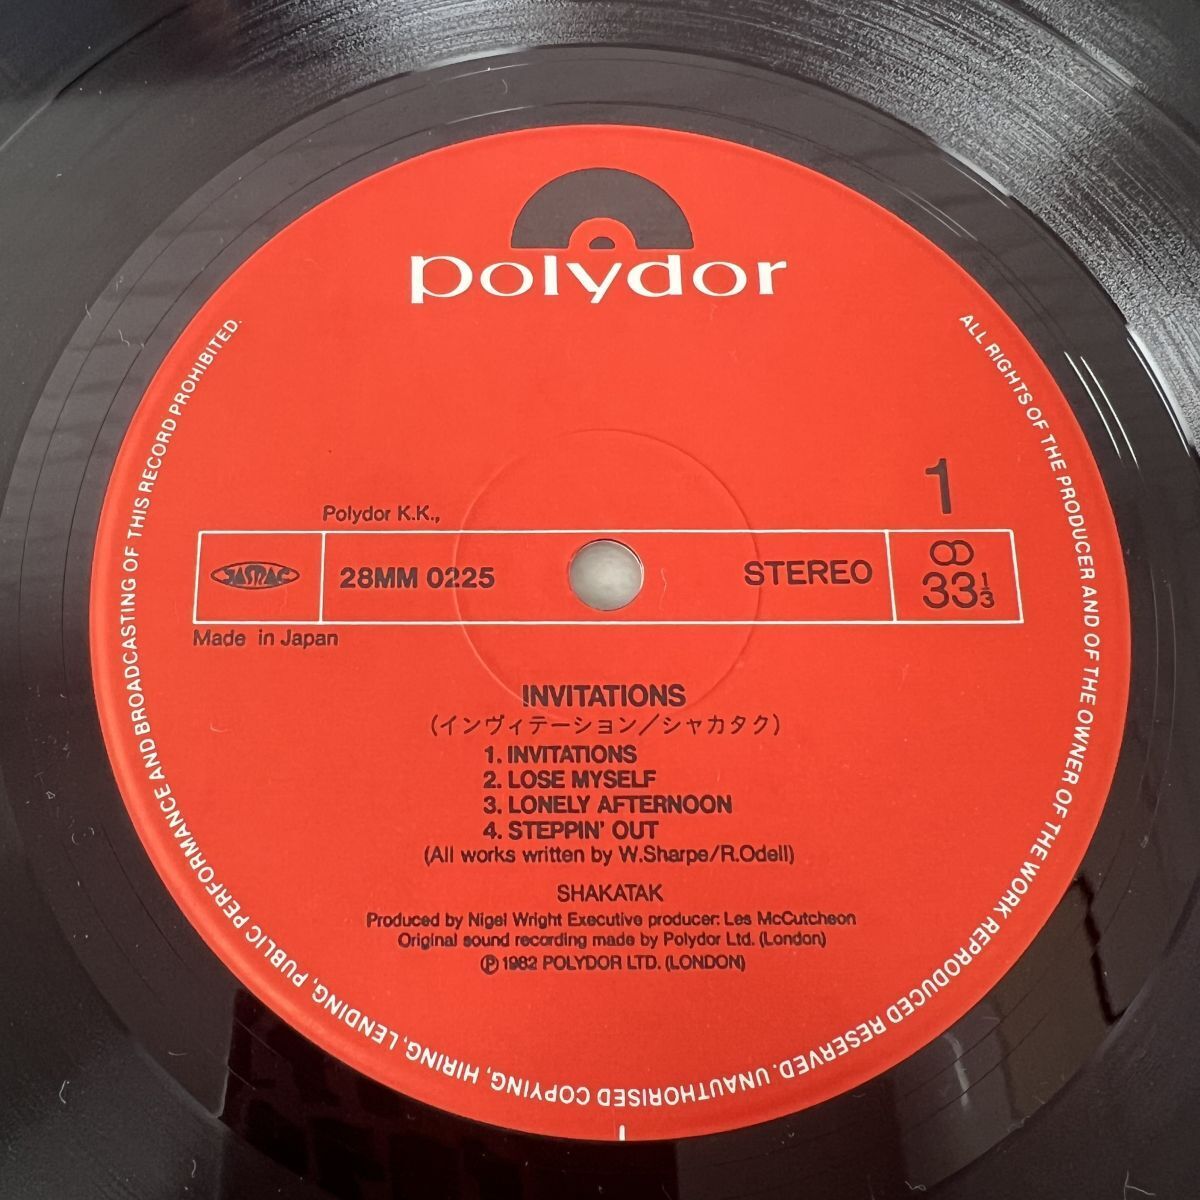 polydor
1
Polydor K.K.,
JASRAC
28MM 0225
STEREO
33 1/3
Made in Japan
INVITATIONS
(インヴィテーション/シャカタク)
1. INVITATIONS
2. LOSE MYSELF
3. LONELY AFTERNOON
4. STEPPIN' OUT
(All works written by W.Sharpe/R.Odell)
SHAKATAK
Produced by Nigel Wright Executive producer: Les McCutcheon
Original sound recording made by Polydor Ltd. (London)
Ⓟ 1982 POLYDOR LTD. (LONDON)
ALL RIGHTS OF THE PRODUCER AND OF THE OWNER OF THE WORK REPRODUCED RESERVED. UNAUTHORISED COPYING, HIRING, LENDING, PUBLIC PERFORMANCE AND BROADCASTING OF THIS RECORD PROHIBITED.